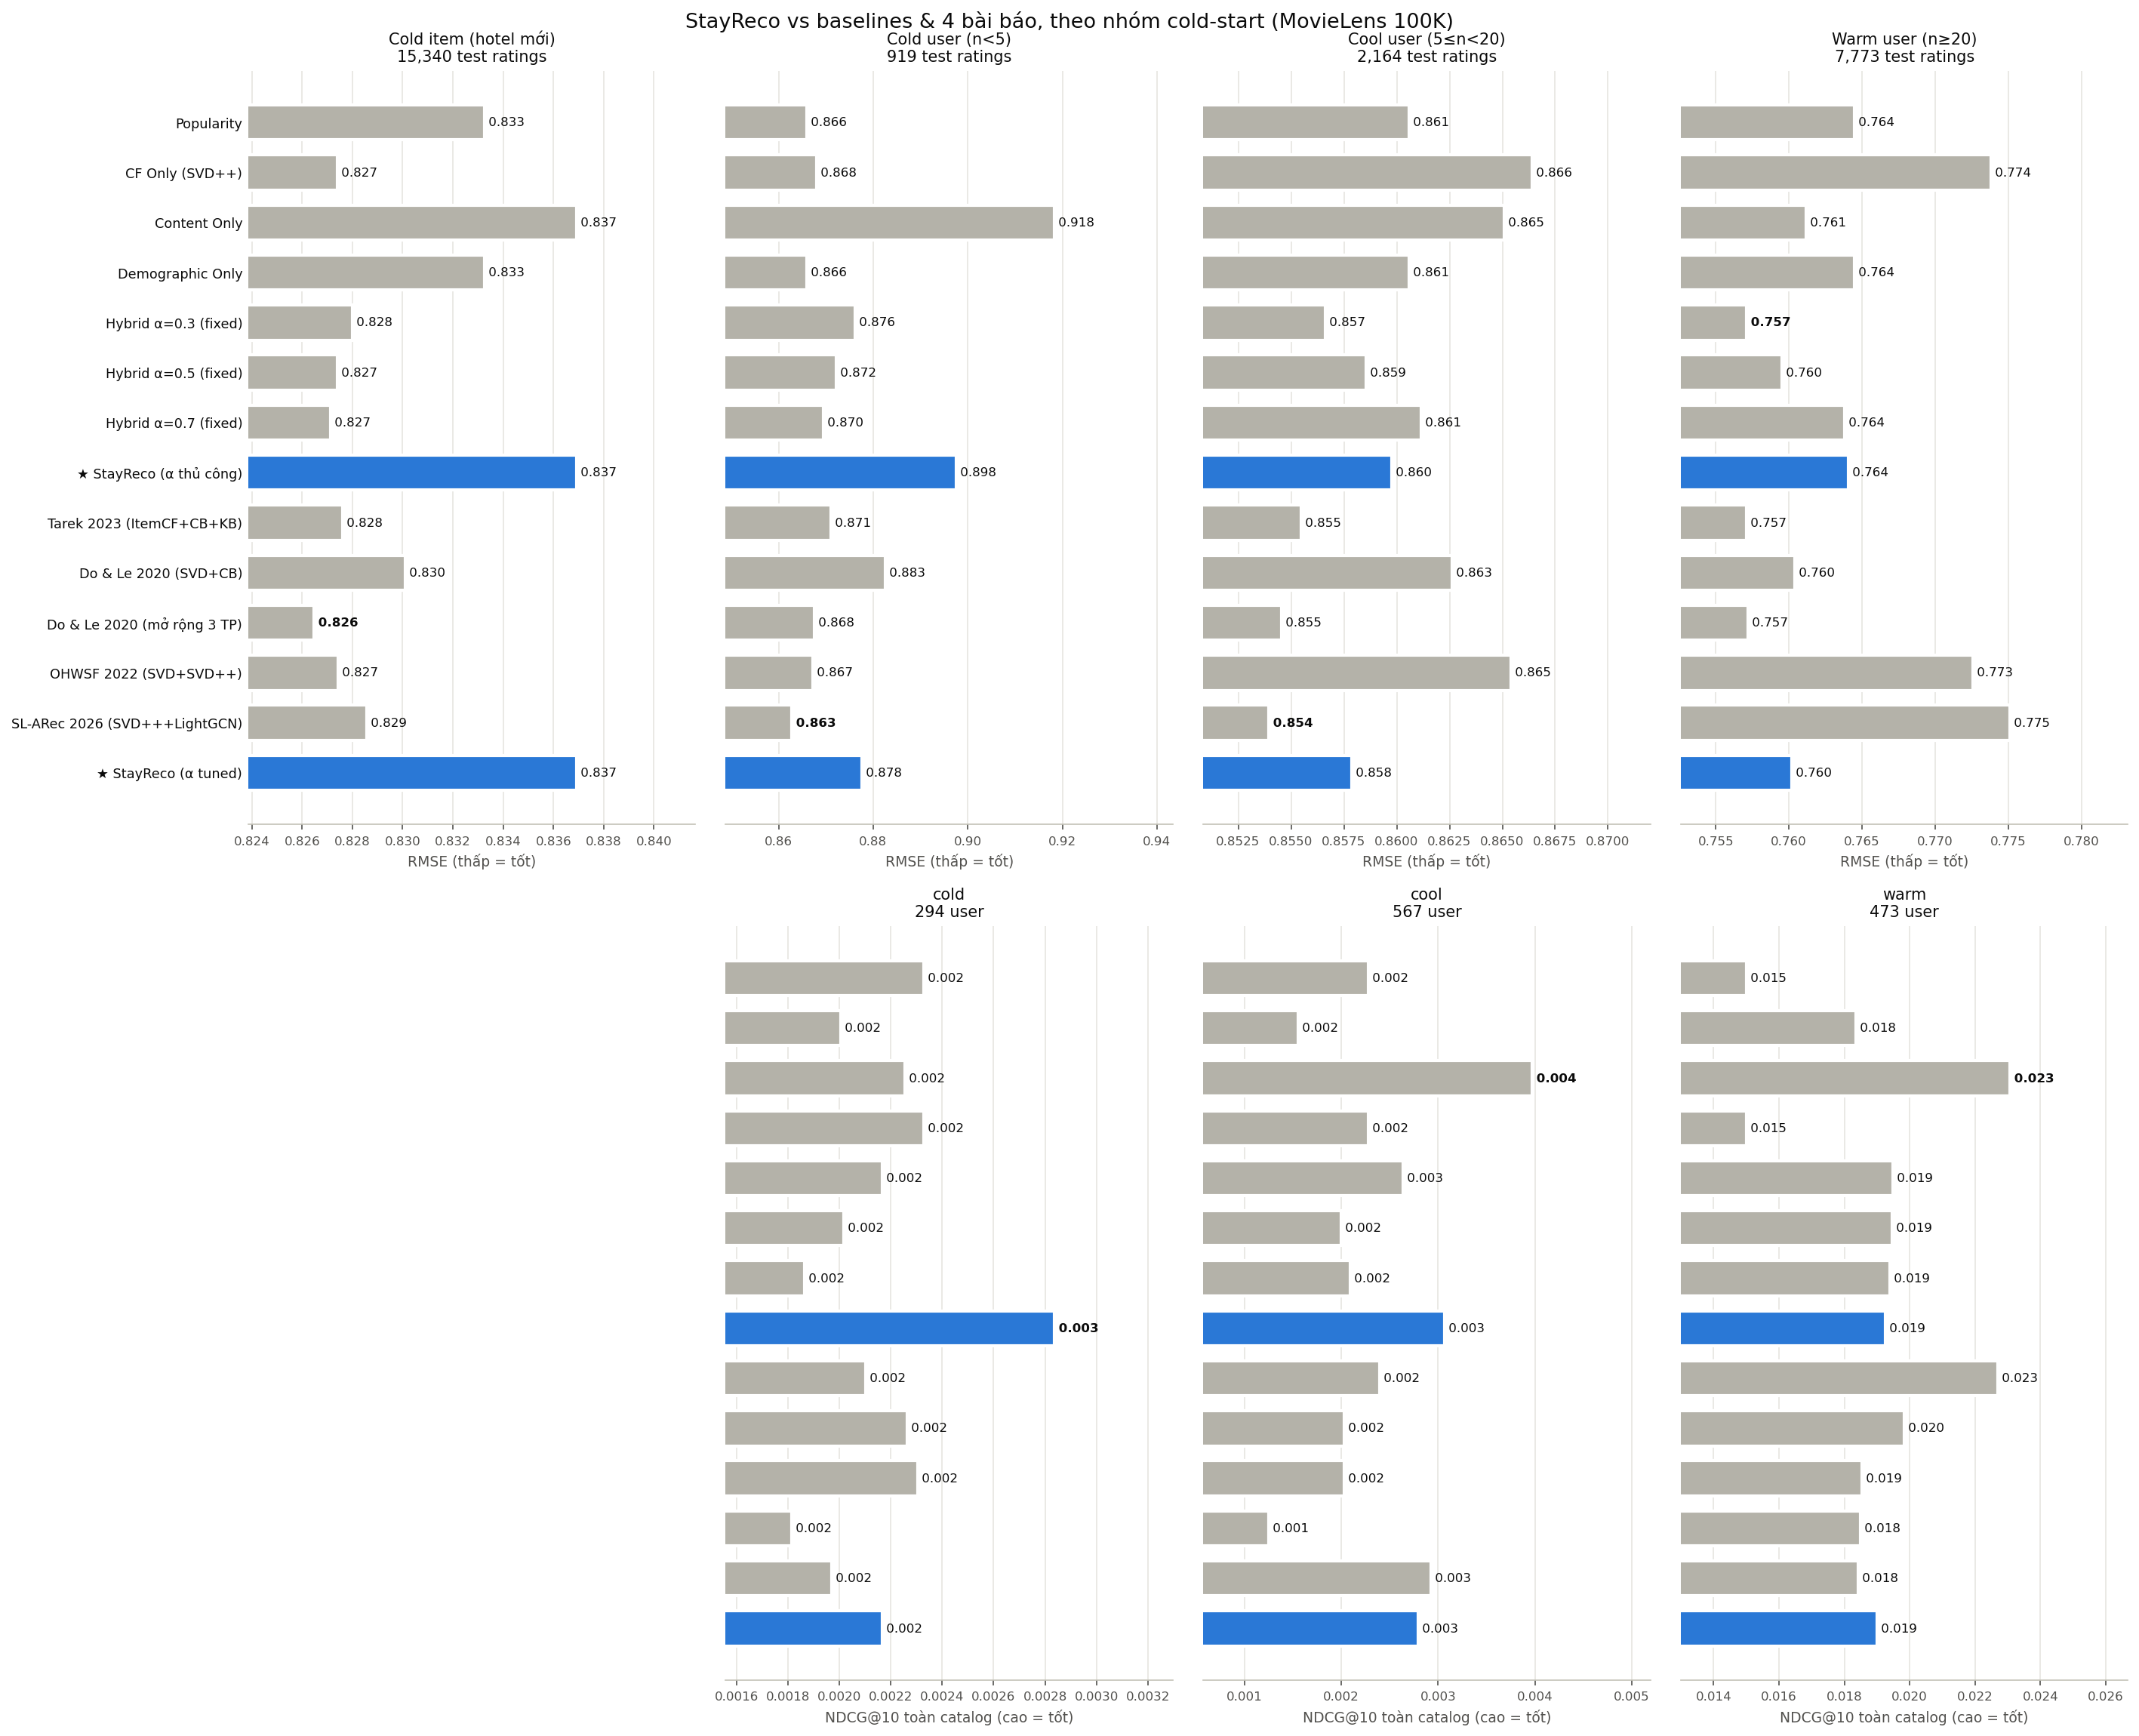 StayReco vs baselines & 4 bài báo, theo nhóm cold-start (MovieLens 100K)
Cold item (hotel mới)
15,340 test ratings
Popularity
CF Only (SVD++)
Content Only
Demographic Only
Hybrid α=0.3 (fixed)
Hybrid α=0.5 (fixed)
Hybrid α=0.7 (fixed)
★ StayReco (α thủ công)
Tarek 2023 (ItemCF+CB+KB)
Do & Le 2020 (SVD+CB)
Do & Le 2020 (mở rộng 3 TP)
OHWSF 2022 (SVD+SVD++)
SL-ARec 2026 (SVD+++LightGCN)
★ StayReco (α tuned)
0.833
0.827
0.837
0.833
0.828
0.827
0.827
0.837
0.828
0.830
0.826
0.827
0.829
0.837
0.824 0.826 0.828 0.830 0.832 0.834 0.836 0.838 0.840
RMSE (thấp = tốt)
Cold user (n<5)
919 test ratings
0.866
0.868
0.918
0.866
0.876
0.872
0.870
0.898
0.871
0.883
0.868
0.867
0.863
0.878
0.86 0.88 0.90 0.92 0.94
RMSE (thấp = tốt)
Cool user (5≤n<20)
2,164 test ratings
0.861
0.866
0.865
0.861
0.857
0.859
0.861
0.860
0.855
0.863
0.855
0.865
0.854
0.858
0.8525 0.8550 0.8575 0.8600 0.8625 0.8650 0.8675 0.8700
RMSE (thấp = tốt)
Warm user (n≥20)
7,773 test ratings
0.764
0.774
0.761
0.764
0.757
0.760
0.764
0.764
0.757
0.760
0.757
0.773
0.775
0.760
0.755 0.760 0.765 0.770 0.775 0.780
RMSE (thấp = tốt)
cold
294 user
0.002
0.002
0.002
0.002
0.002
0.002
0.002
0.003
0.002
0.002
0.002
0.002
0.002
0.002
0.0016 0.0018 0.0020 0.0022 0.0024 0.0026 0.0028 0.0030 0.0032
NDCG@10 toàn catalog (cao = tốt)
cool
567 user
0.002
0.002
0.004
0.002
0.003
0.002
0.002
0.003
0.002
0.002
0.002
0.001
0.003
0.003
0.001 0.002 0.003 0.004 0.005
NDCG@10 toàn catalog (cao = tốt)
warm
473 user
0.015
0.018
0.023
0.015
0.019
0.019
0.019
0.019
0.023
0.020
0.019
0.018
0.018
0.019
0.014 0.016 0.018 0.020 0.022 0.024 0.026
NDCG@10 toàn catalog (cao = tốt)